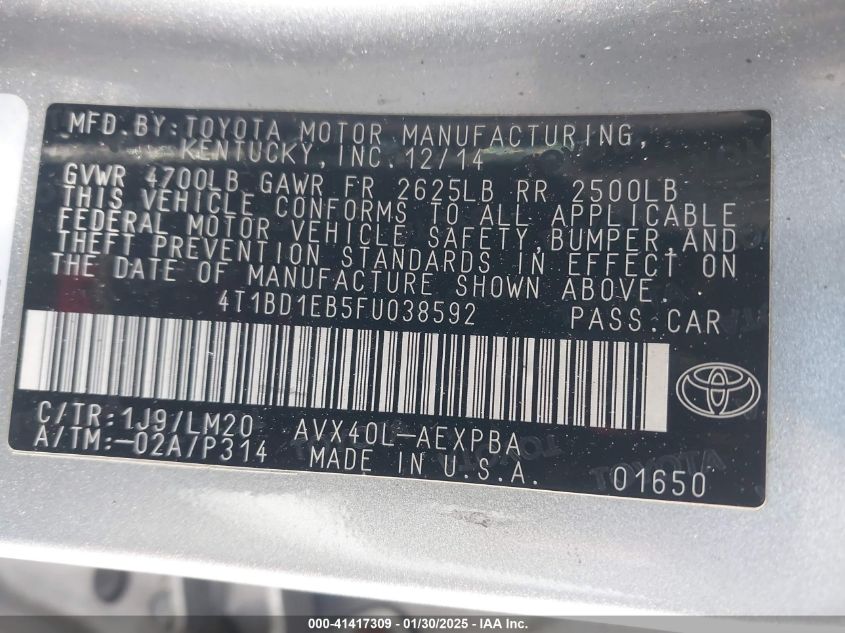 MFD.BY:TOYOTA MOTOR MANUFACTURING,
KENTUCKY, INC. 12/14
GVWR 4700LB GAWR FR 2625LB RR 2500LB
THIS VEHICLE CONFORMS TO ALL APPLICABLE
FEDERAL MOTOR VEHICLE SAFETY, BUMPER, AND
THEFT PREVENTION STANDARDS IN EFFECT ON
THE DATE OF MANUFACTURE SHOWN ABOVE.
4T1BD1EB5FU038592 PASS.CAR
C/TR:1J9/LM20 AVX40L-AEXPBA
A/TM:-02A/P314 MADE IN U.S.A. 01650
TOYOTA
000-41417309 — 01/30/2025 — IAA Inc.